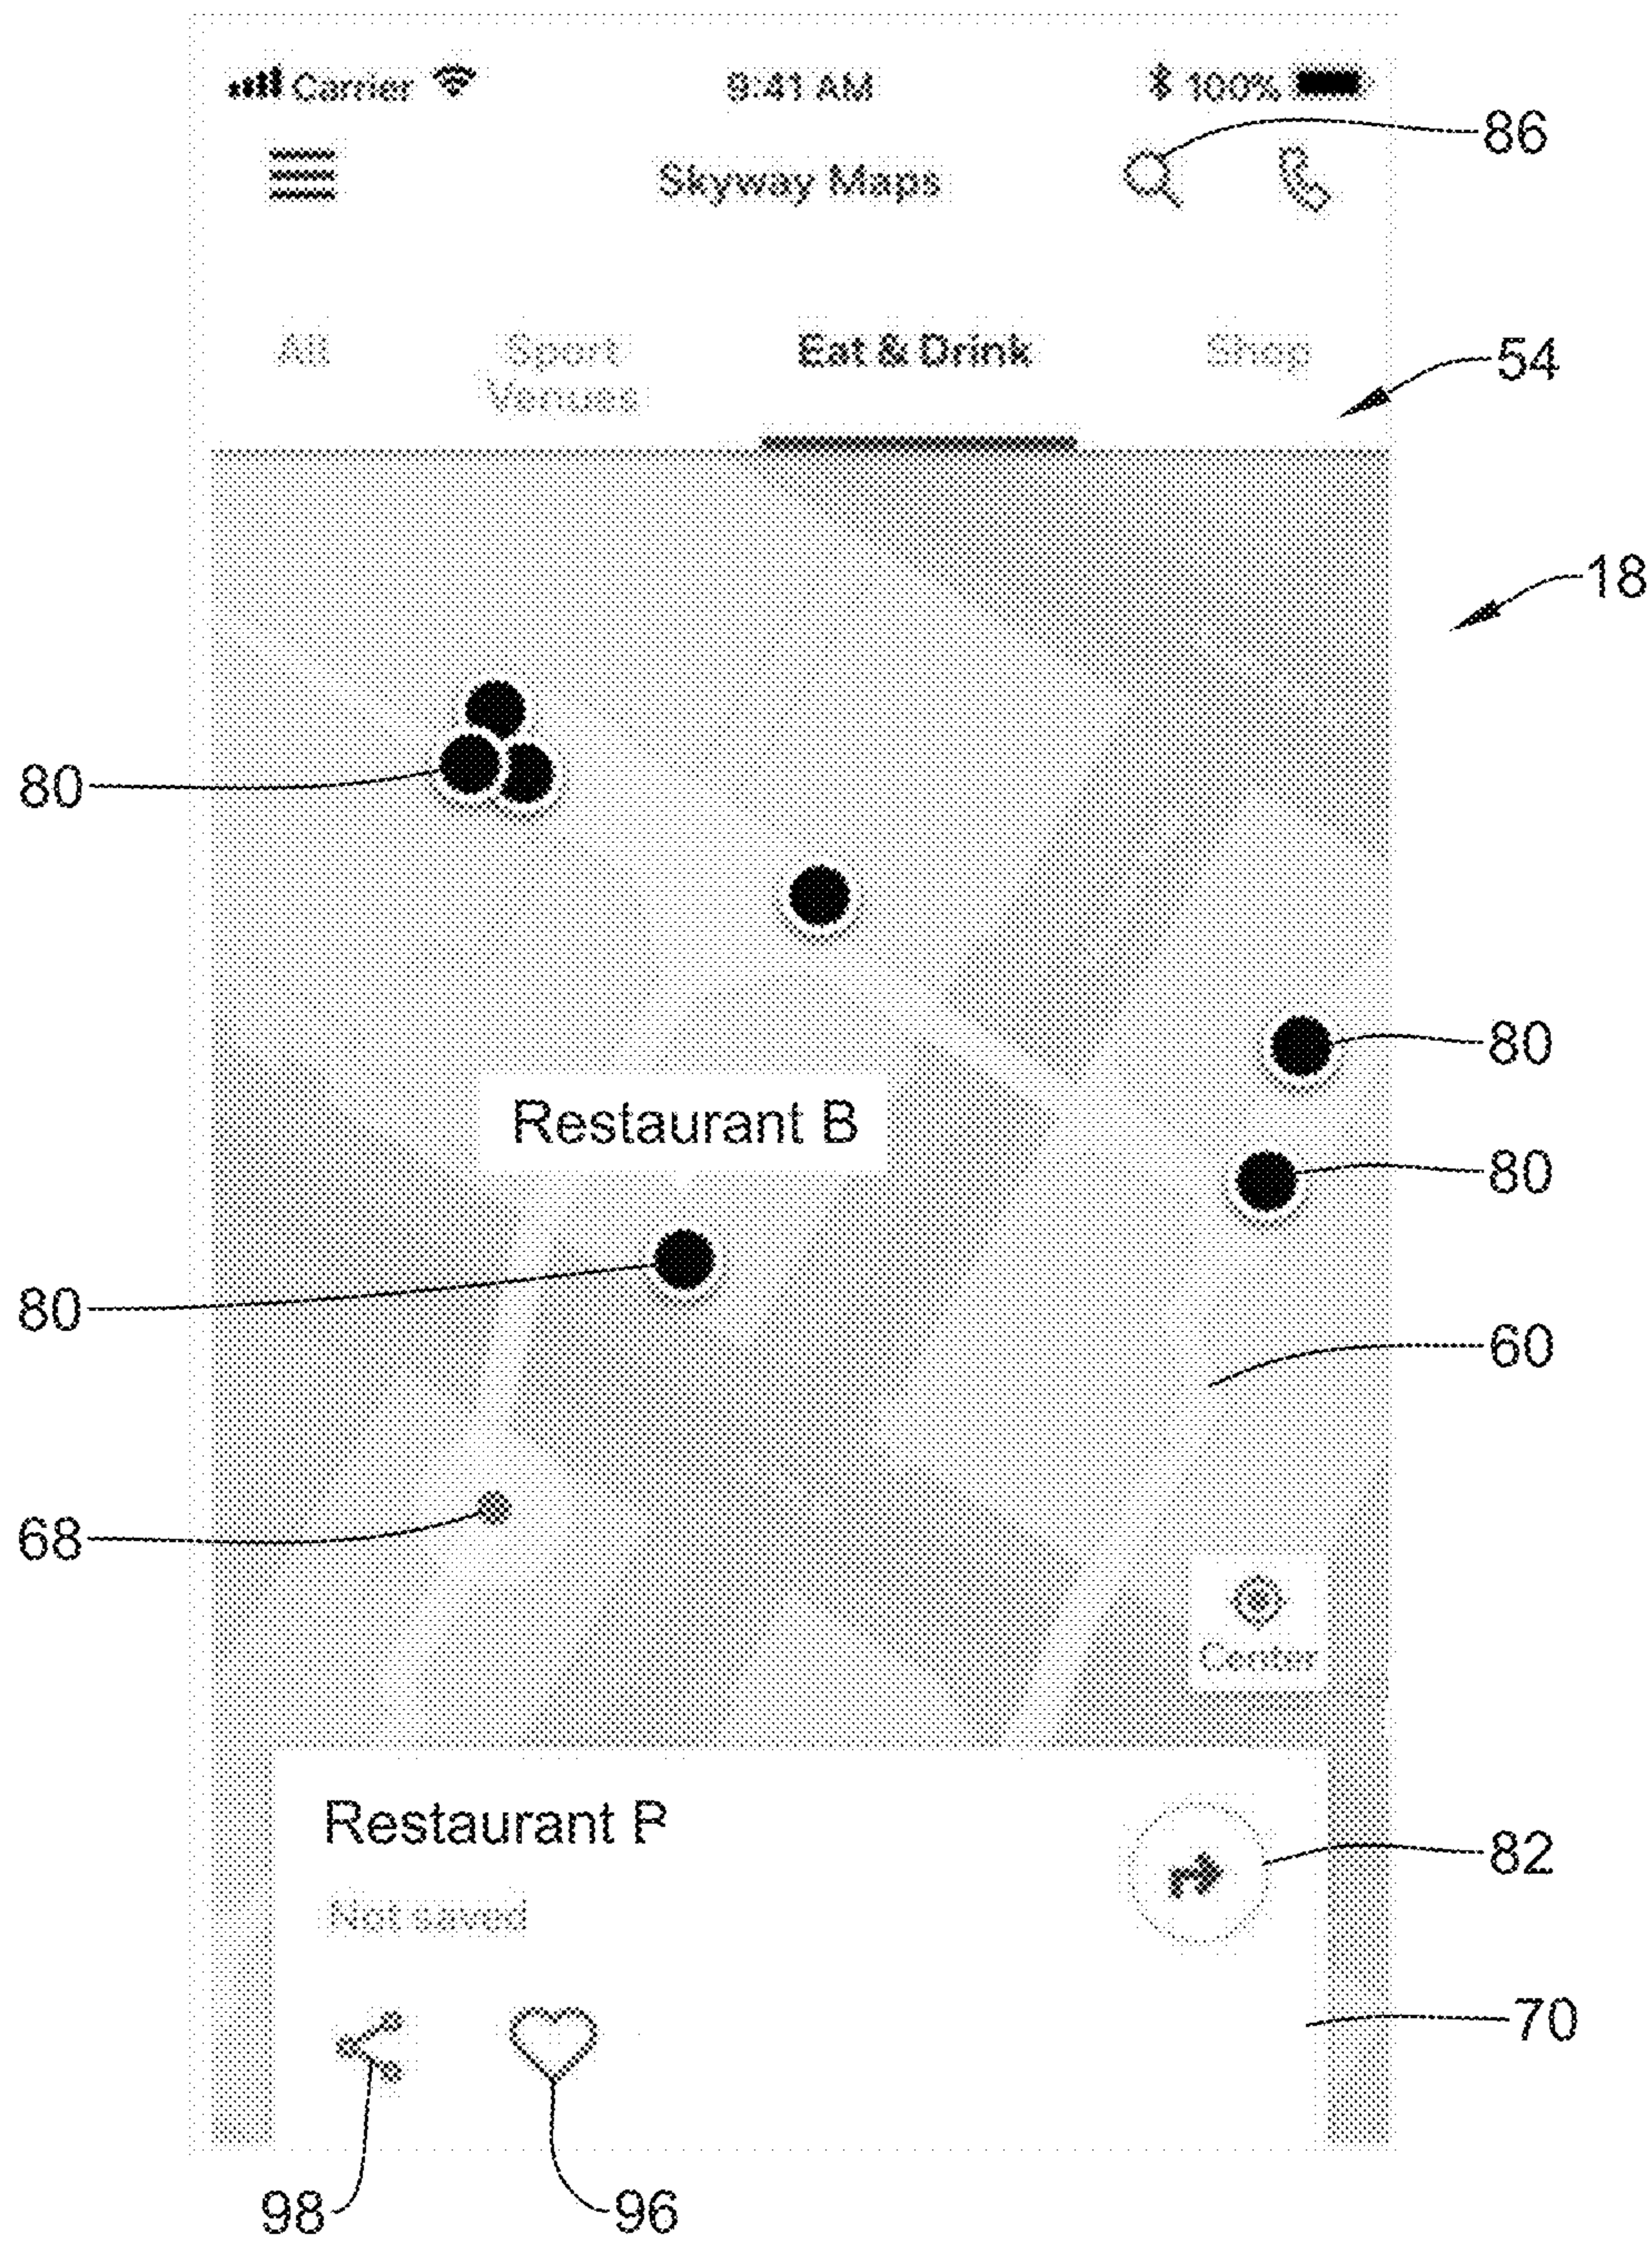 Carrier 9:41 AM 100%
86
Skyway Maps
All Sport Venues Eat & Drink Shop
54
18
80
80
Restaurant B
80
80
60
68
Center
Restaurant
82
Not saved
70
98
96